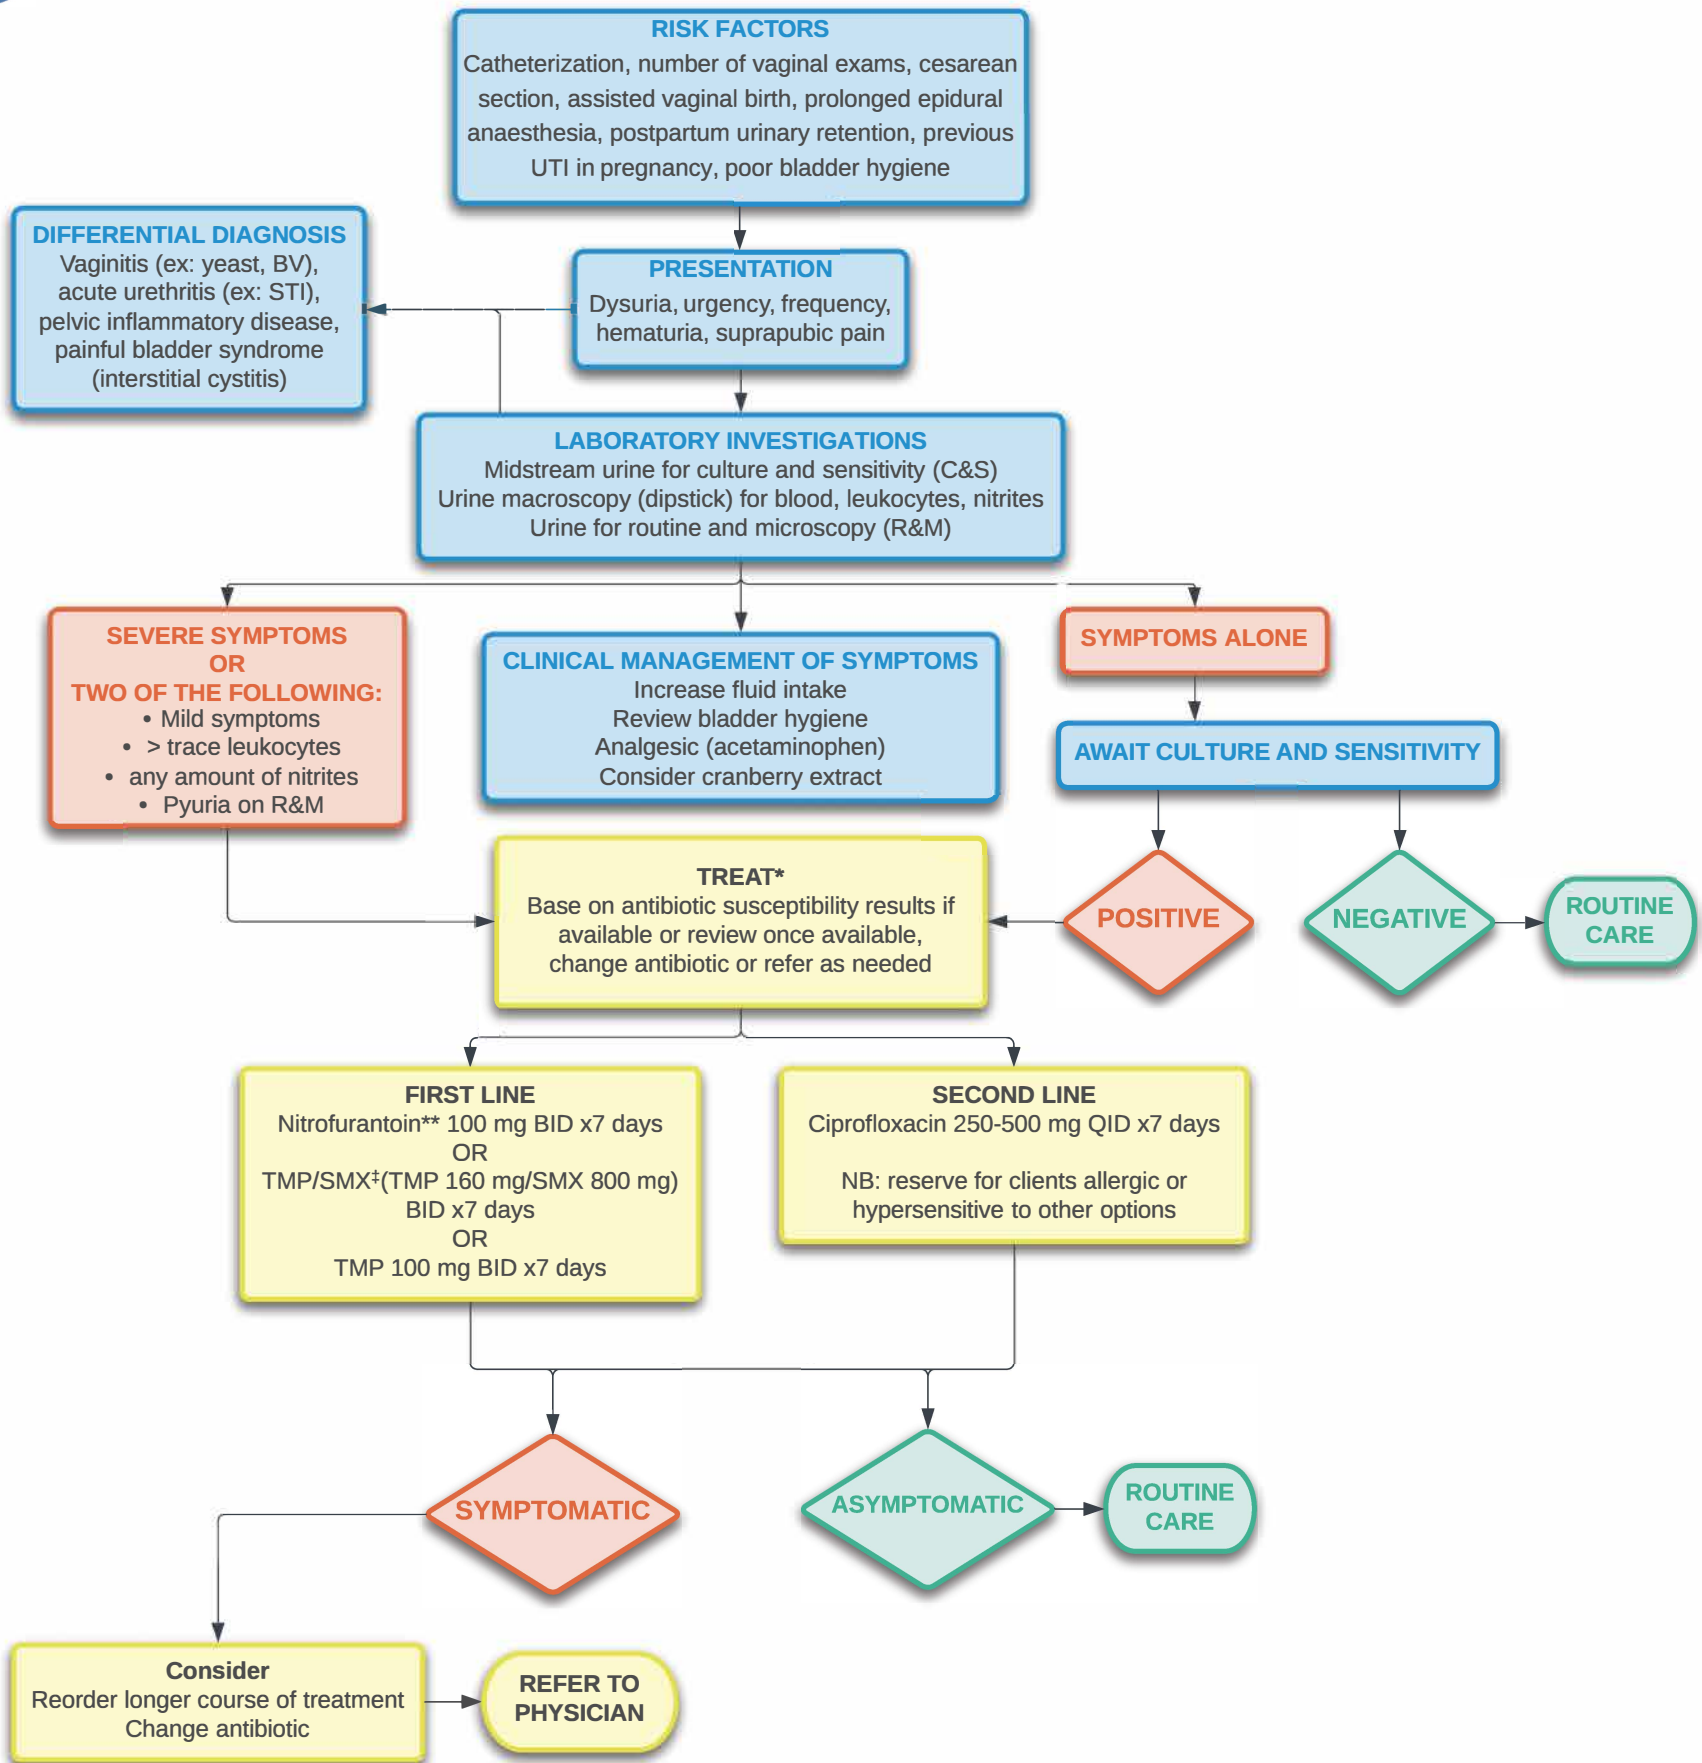 RISK FACTORS
Catheterization, number of vaginal exams, cesarean
section, assisted vaginal birth, prolonged epidural
anaesthesia, postpartum urinary retention, previous
UTI in pregnancy, poor bladder hygiene
DIFFERENTIAL DIAGNOSIS
Vaginitis (ex: yeast, BV),
acute urethritis (ex: STI),
pelvic inflammatory disease,
painful bladder syndrome
(interstitial cystitis)
PRESENTATION
Dysuria, urgency, frequency,
hematuria, suprapubic pain
LABORATORY INVESTIGATIONS
Midstream urine for culture and sensitivity (C&S)
Urine macroscopy (dipstick) for blood, leukocytes, nitrites
Urine for routine and microscopy (R&M)
SEVERE SYMPTOMS
OR
TWO OF THE FOLLOWING:
• Mild symptoms
• > trace leukocytes
• any amount of nitrites
• Pyuria on R&M
CLINICAL MANAGEMENT OF SYMPTOMS
Increase fluid intake
Review bladder hygiene
Analgesic (acetaminophen)
Consider cranberry extract
SYMPTOMS ALONE
AWAIT CULTURE AND SENSITIVITY
TREAT*
Base on antibiotic susceptibility results if
available or review once available,
change antibiotic or refer as needed
POSITIVE
NEGATIVE
ROUTINE
CARE
FIRST LINE
Nitrofurantoin** 100 mg BID x7 days
OR
TMP/SMX‡(TMP 160 mg/SMX 800 mg)
BID x7 days
OR
TMP 100 mg BID x7 days
SECOND LINE
Ciprofloxacin 250-500 mg QID x7 days
NB: reserve for clients allergic or
hypersensitive to other options
SYMPTOMATIC
ASYMPTOMATIC
ROUTINE
CARE
Consider
Reorder longer course of treatment
Change antibiotic
REFER TO
PHYSICIAN